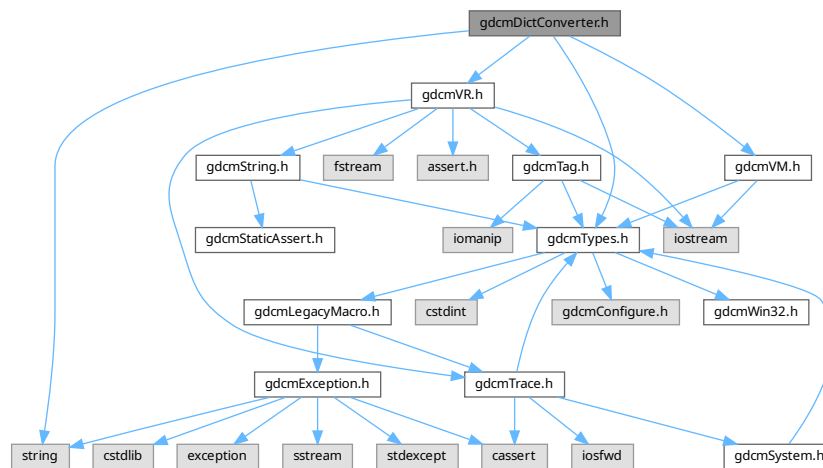 gdcmDictConverter.h
gdcmVR.h
gdcmString.h
fstream
assert.h
gdcmTag.h
gdcmVM.h
gdcmStaticAssert.h
iomanip
gdcmTypes.h
iostream
gdcmLegacyMacro.h
cstdint
gdcmConfigure.h
gdcmWin32.h
gdcmException.h
gdcmTrace.h
string
cstdlib
exception
sstream
stdexcept
cassert
iosfwd
gdcmSystem.h